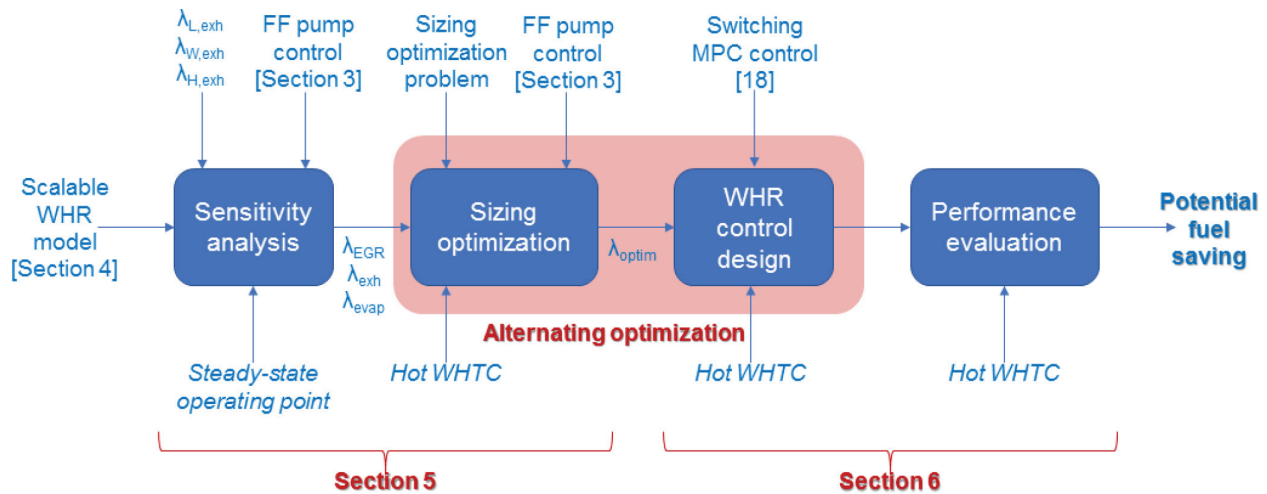 λL,exh
λW,exh
λH,exh
FF pump
control
[Section 3]
Sizing
optimization
problem
FF pump
control
[Section 3]
Switching
MPC control
[18]
Scalable
WHR
model
[Section 4]
Sensitivity
analysis
λEGR
λexh
λevap
Sizing
optimization
λoptim
WHR
control
design
Performance
evaluation
Potential
fuel
saving
Alternating optimization
Steady-state
operating point
Hot WHTC
Hot WHTC
Hot WHTC
Section 5
Section 6